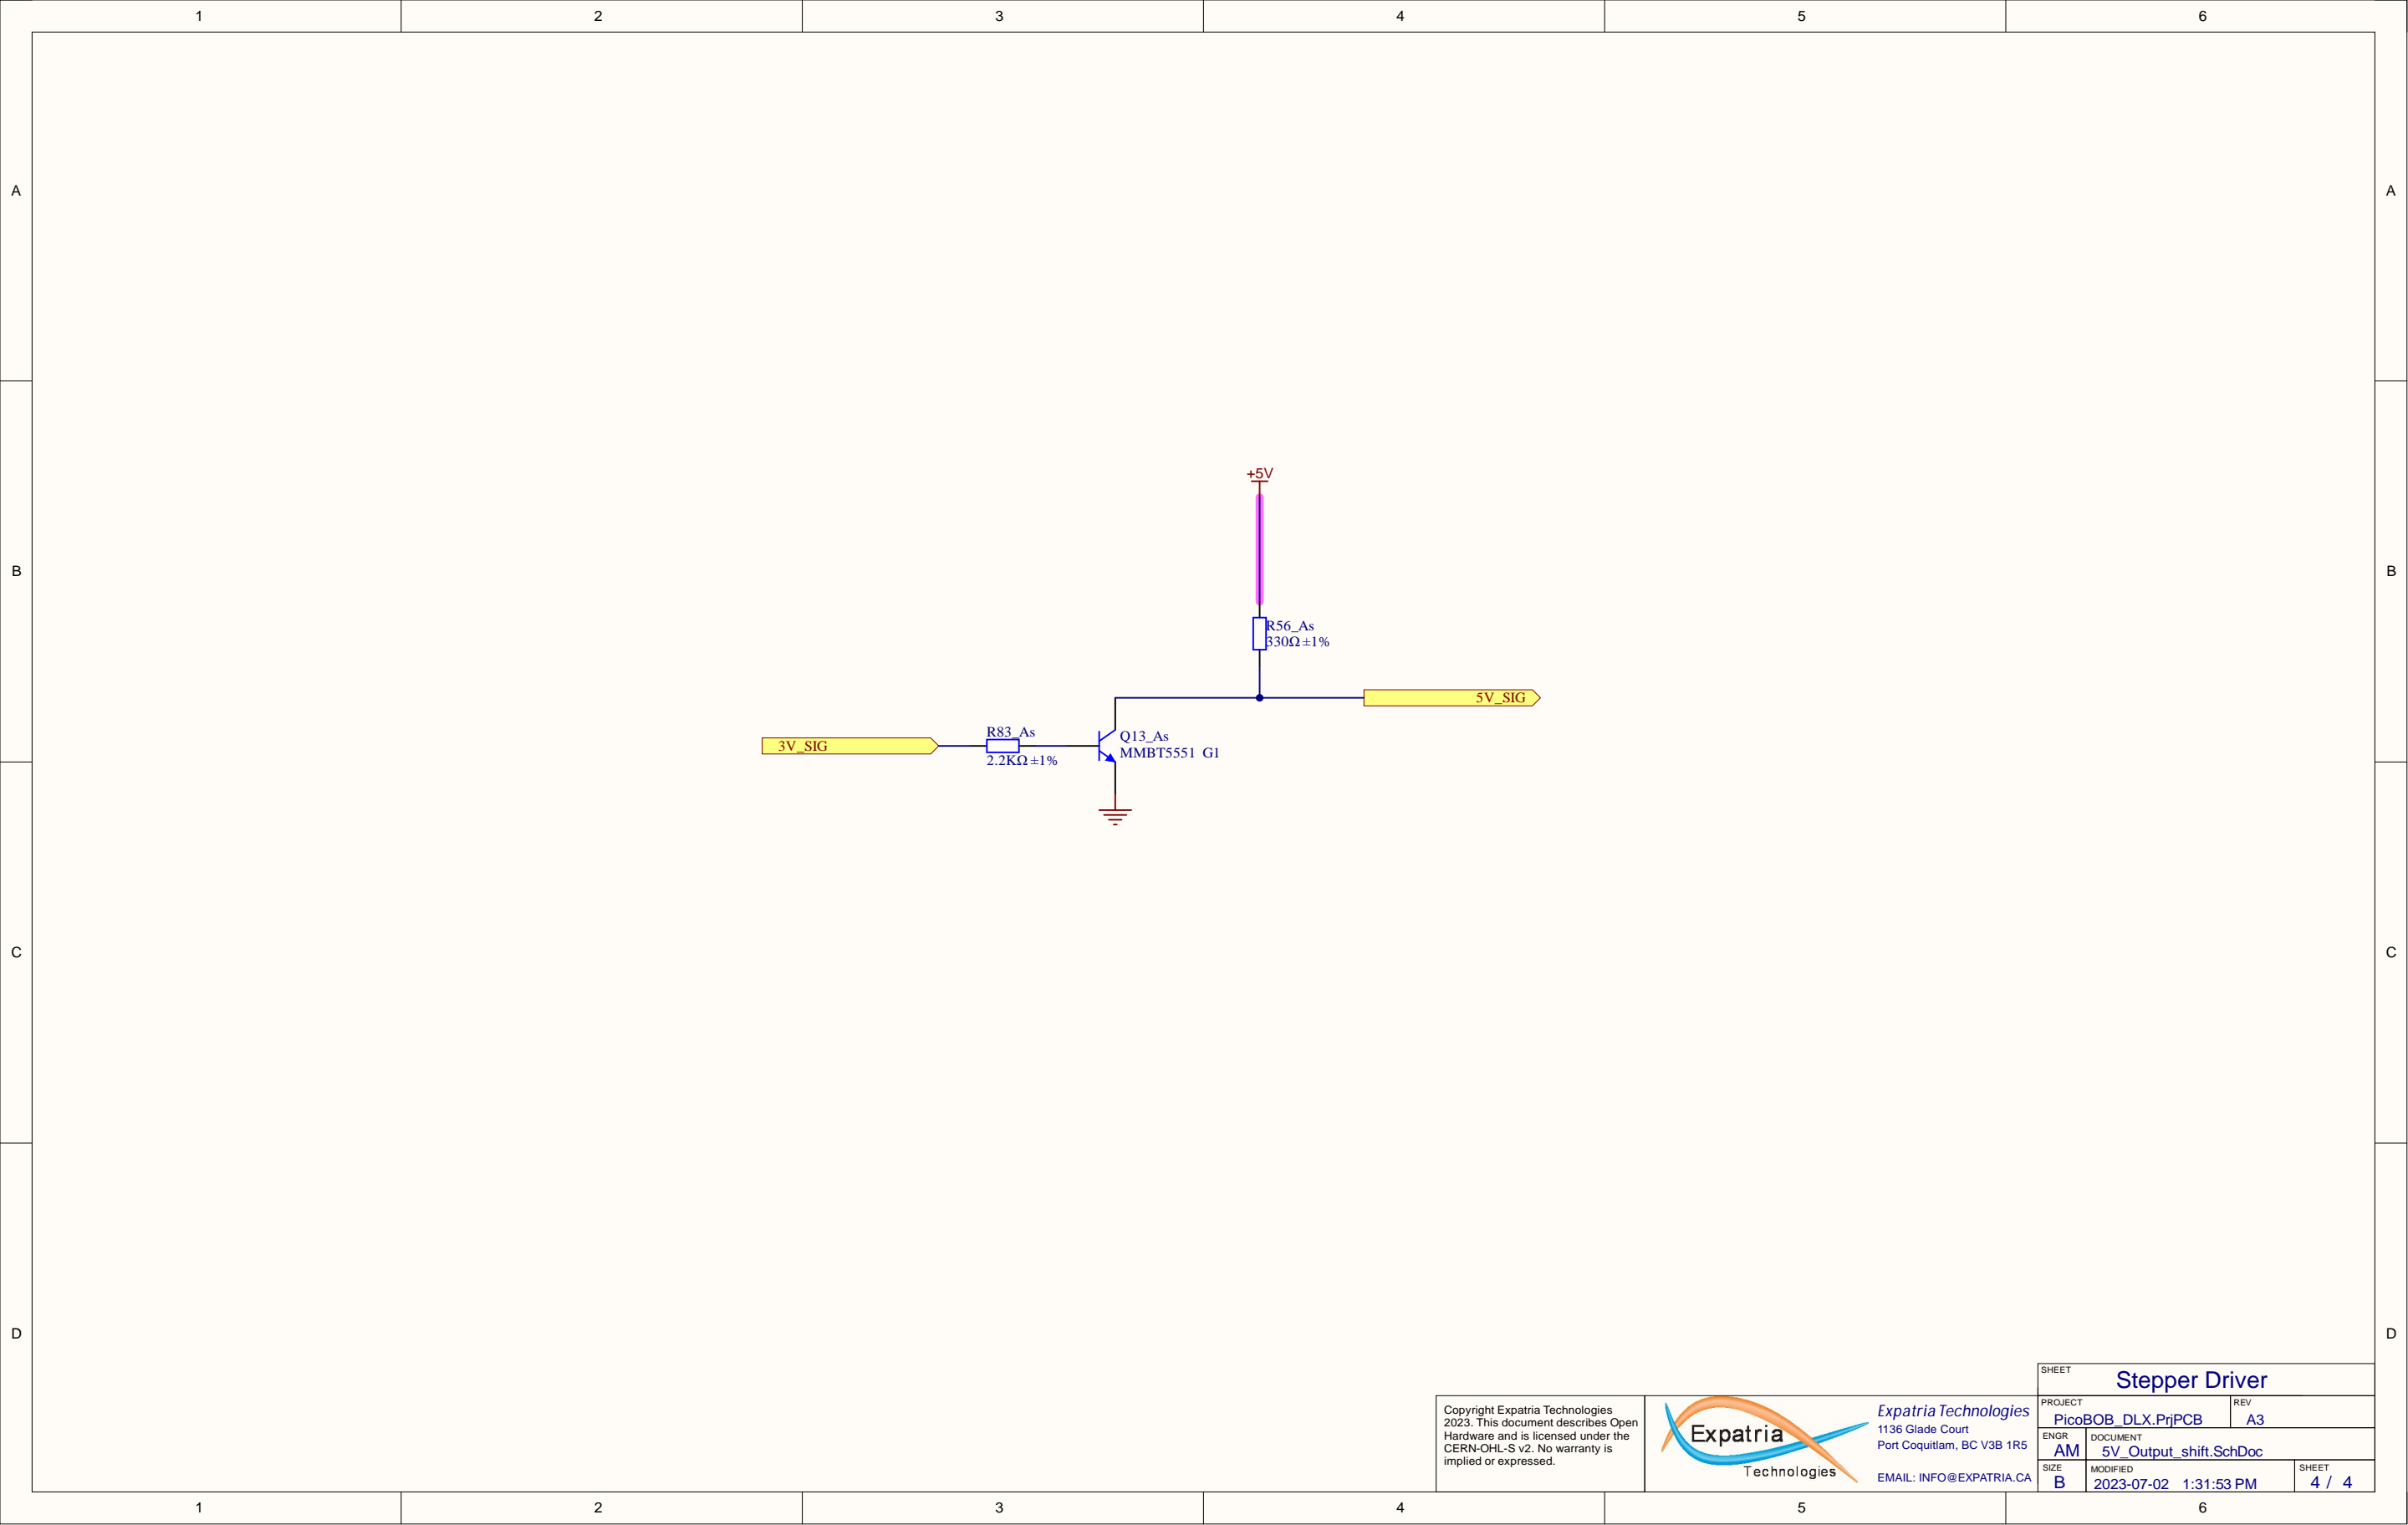 1 2 3 4 5 6
A A
+5V
B B
R56_As
330Ω ±1%
5V_SIG
R83_As
Q13_As
3V_SIG
MMBT5551 G1
2.2KΩ ±1%
C C
D D
SHEET
Stepper Driver
Copyright Expatria Technologies
2023. This document describes Open
Hardware and is licensed under the
CERN-OHL-S v2. No warranty is
implied or expressed.
Expatria
Technologies
Expatria Technologies
1136 Glade Court
Port Coquitlam, BC V3B 1R5
EMAIL: INFO@EXPATRIA.CA
PROJECT
PicoBOB_DLX.PrjPCB
REV
A3
ENGR
AM
DOCUMENT
5V_Output_shift.SchDoc
SIZE
B
MODIFIED
2023-07-02 1:31:53 PM
SHEET
4 / 4
1 2 3 4 5 6